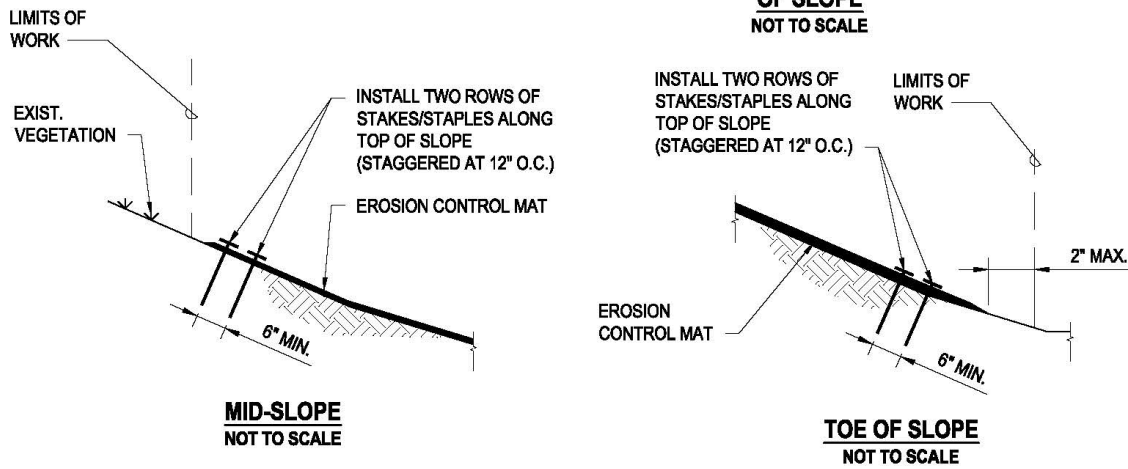 OF SLOPE
NOT TO SCALE
LIMITS OF
WORK
EXIST.
VEGETATION
INSTALL TWO ROWS OF
STAKES/STAPLES ALONG
TOP OF SLOPE
(STAGGERED AT 12" O.C.)
EROSION CONTROL MAT
6" MIN.
MID-SLOPE
NOT TO SCALE
INSTALL TWO ROWS OF
STAKES/STAPLES ALONG
TOP OF SLOPE
(STAGGERED AT 12" O.C.)
LIMITS OF
WORK
2" MAX.
EROSION
CONTROL MAT
6" MIN.
TOE OF SLOPE
NOT TO SCALE